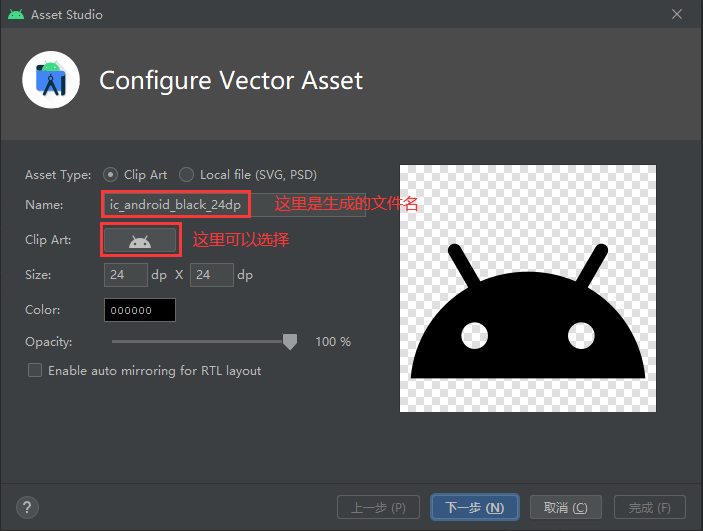 Asset Studio
Configure Vector Asset
Asset Type: Clip Art Local file (SVG, PSD)
Name: ic_android_black_24dp 这里是生成的文件名
Clip Art: 这里可以选择
Size: 24 dp X 24 dp
Color: 000000
Opacity: 100 %
Enable auto mirroring for RTL layout
? 上一步 (P) 下一步 (N) 取消 (C) 完成 (F)